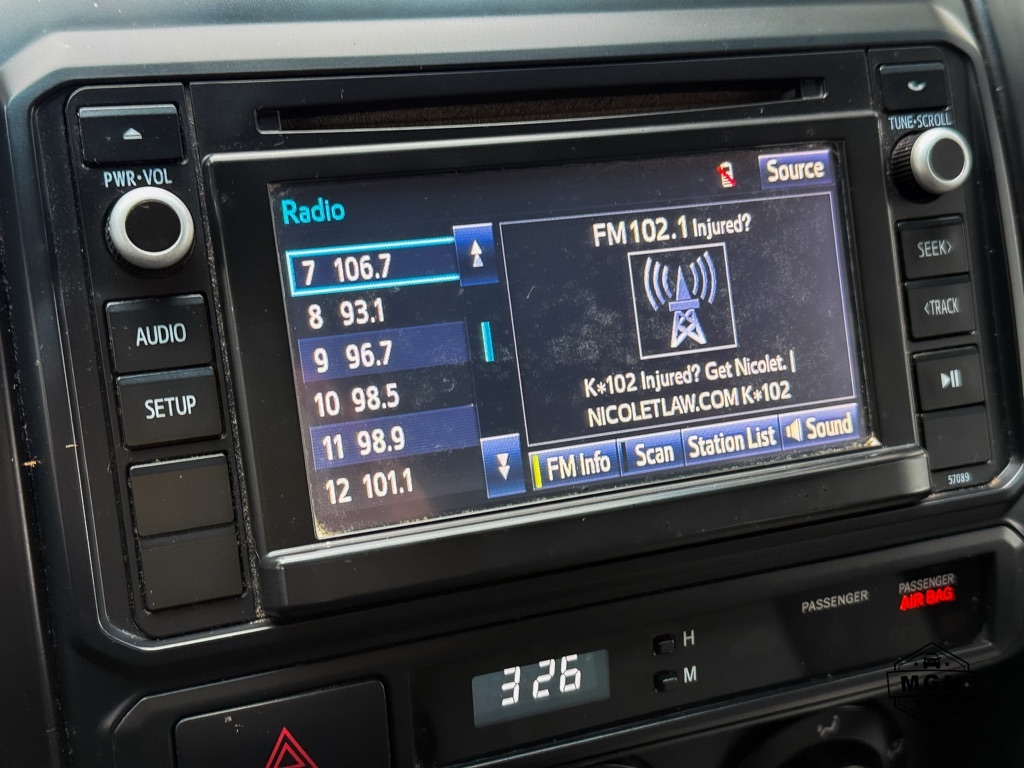 PWR•VOL
AUDIO
SETUP
Radio
7 106.7
8 93.1
9 96.7
10 98.5
11 98.9
12 101.1
Source
FM 102.1 Injured?
K*102 Injured? Get Nicolet. |
NICOLETLAW.COM K*102
FM Info
Scan
Station List
Sound
TUNE•SCROLL
SEEK>
<TRACK
57089
PASSENGER
PASSENGER
AIR BAG
3:26
H
M